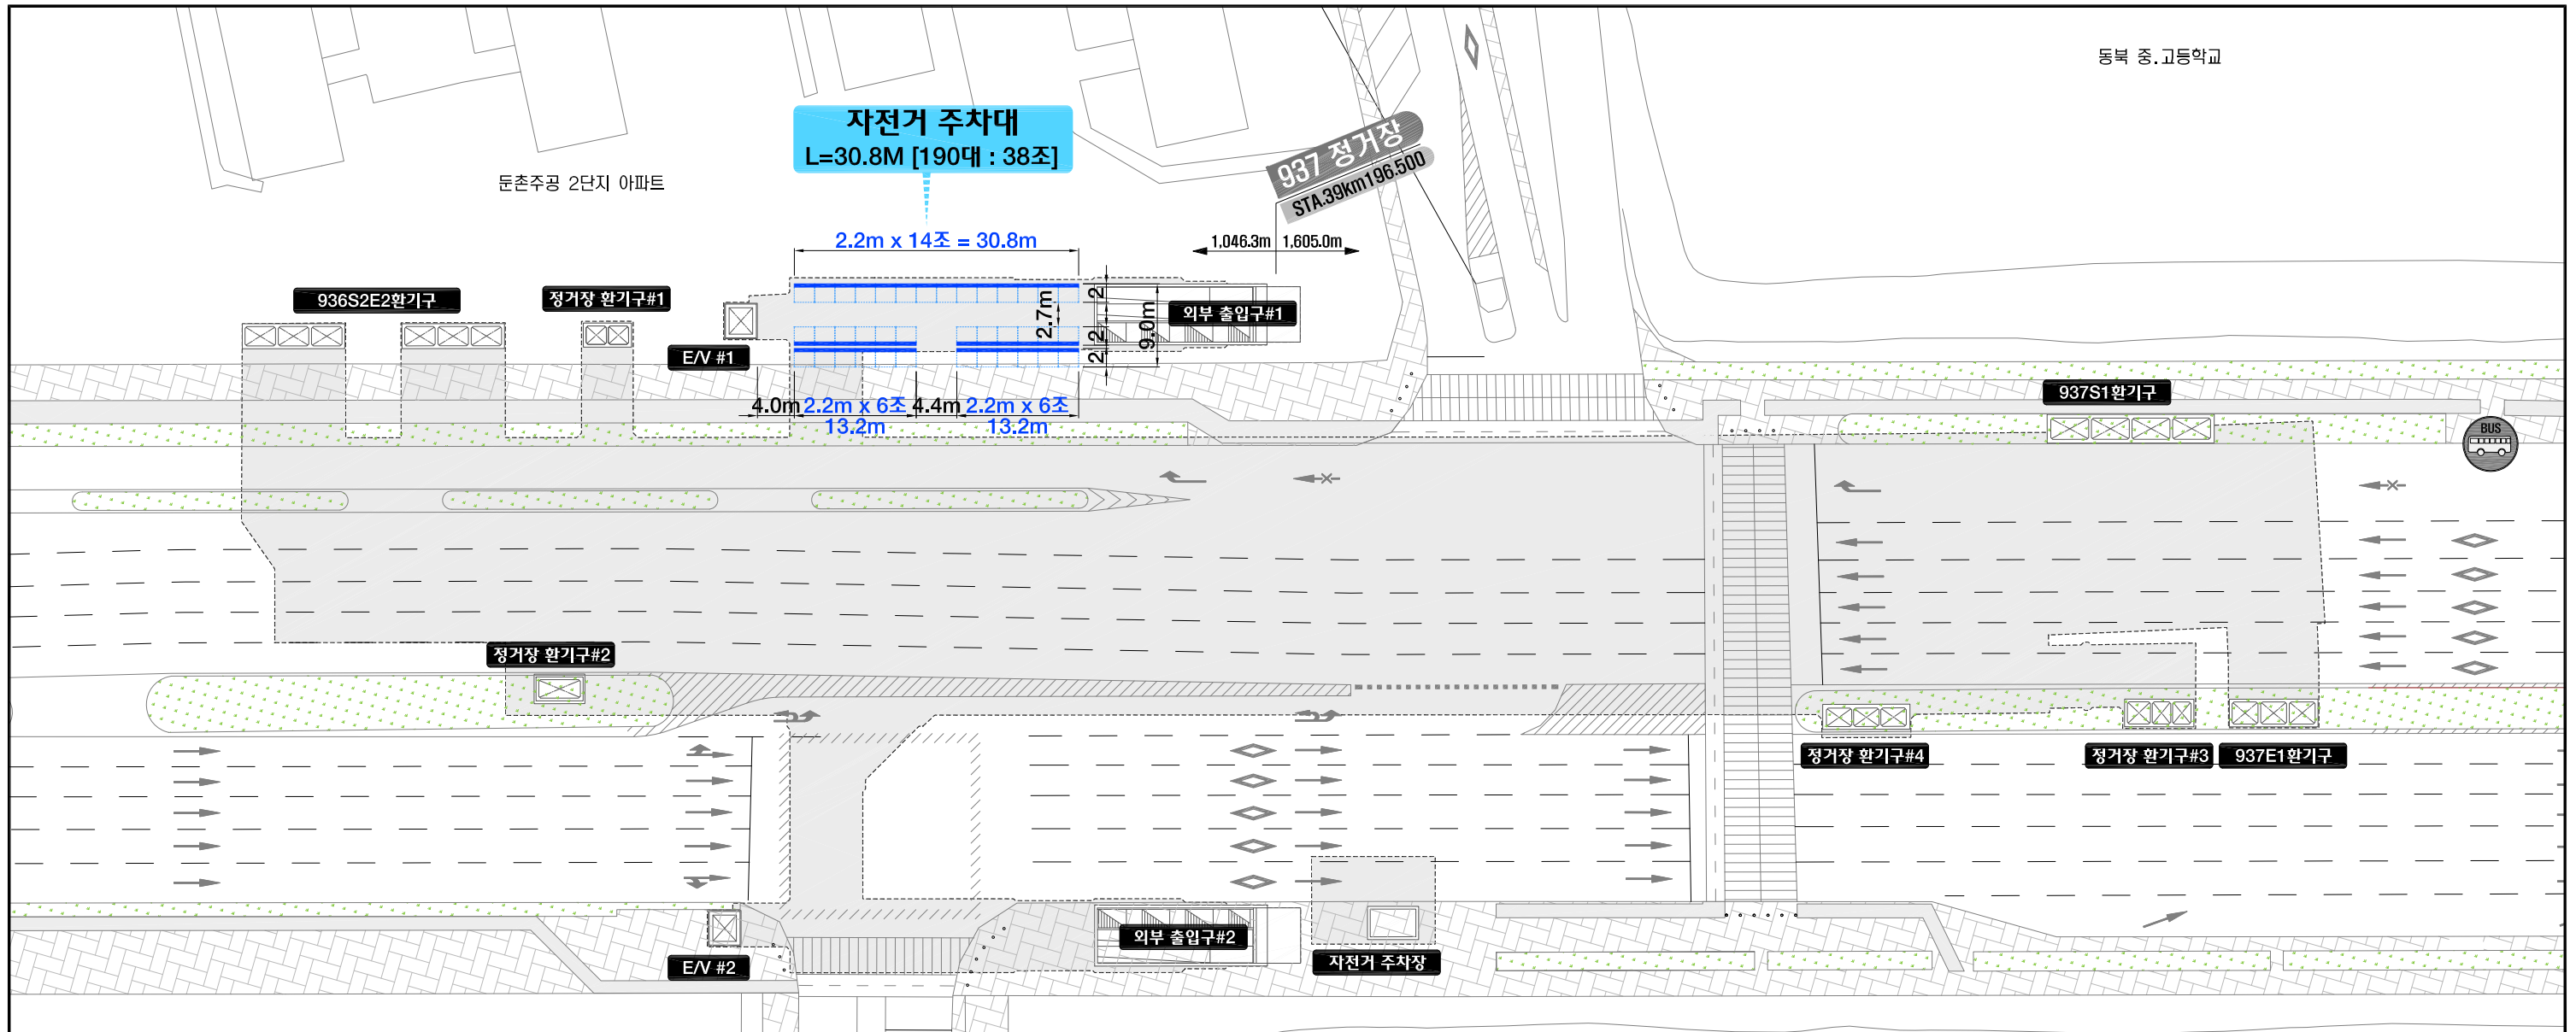 동북 중.고등학교
자전거 주차대
L=30.8M [190대 : 38조]
937 정거장
STA.39km196.500
둔촌주공 2단지 아파트
2.2m x 14조 = 30.8m
1,046.3m
1,605.0m
936S2E2환기구
정거장 환기구#1
2
2.7m
9.0m
외부 출입구#1
2
2
E/V #1
937S1환기구
4.0m
2.2m x 6조
4.4m
2.2m x 6조
13.2m
13.2m
BUS
정거장 환기구#2
정거장 환기구#4
정거장 환기구#3
937E1환기구
외부 출입구#2
자전거 주차장
E/V #2